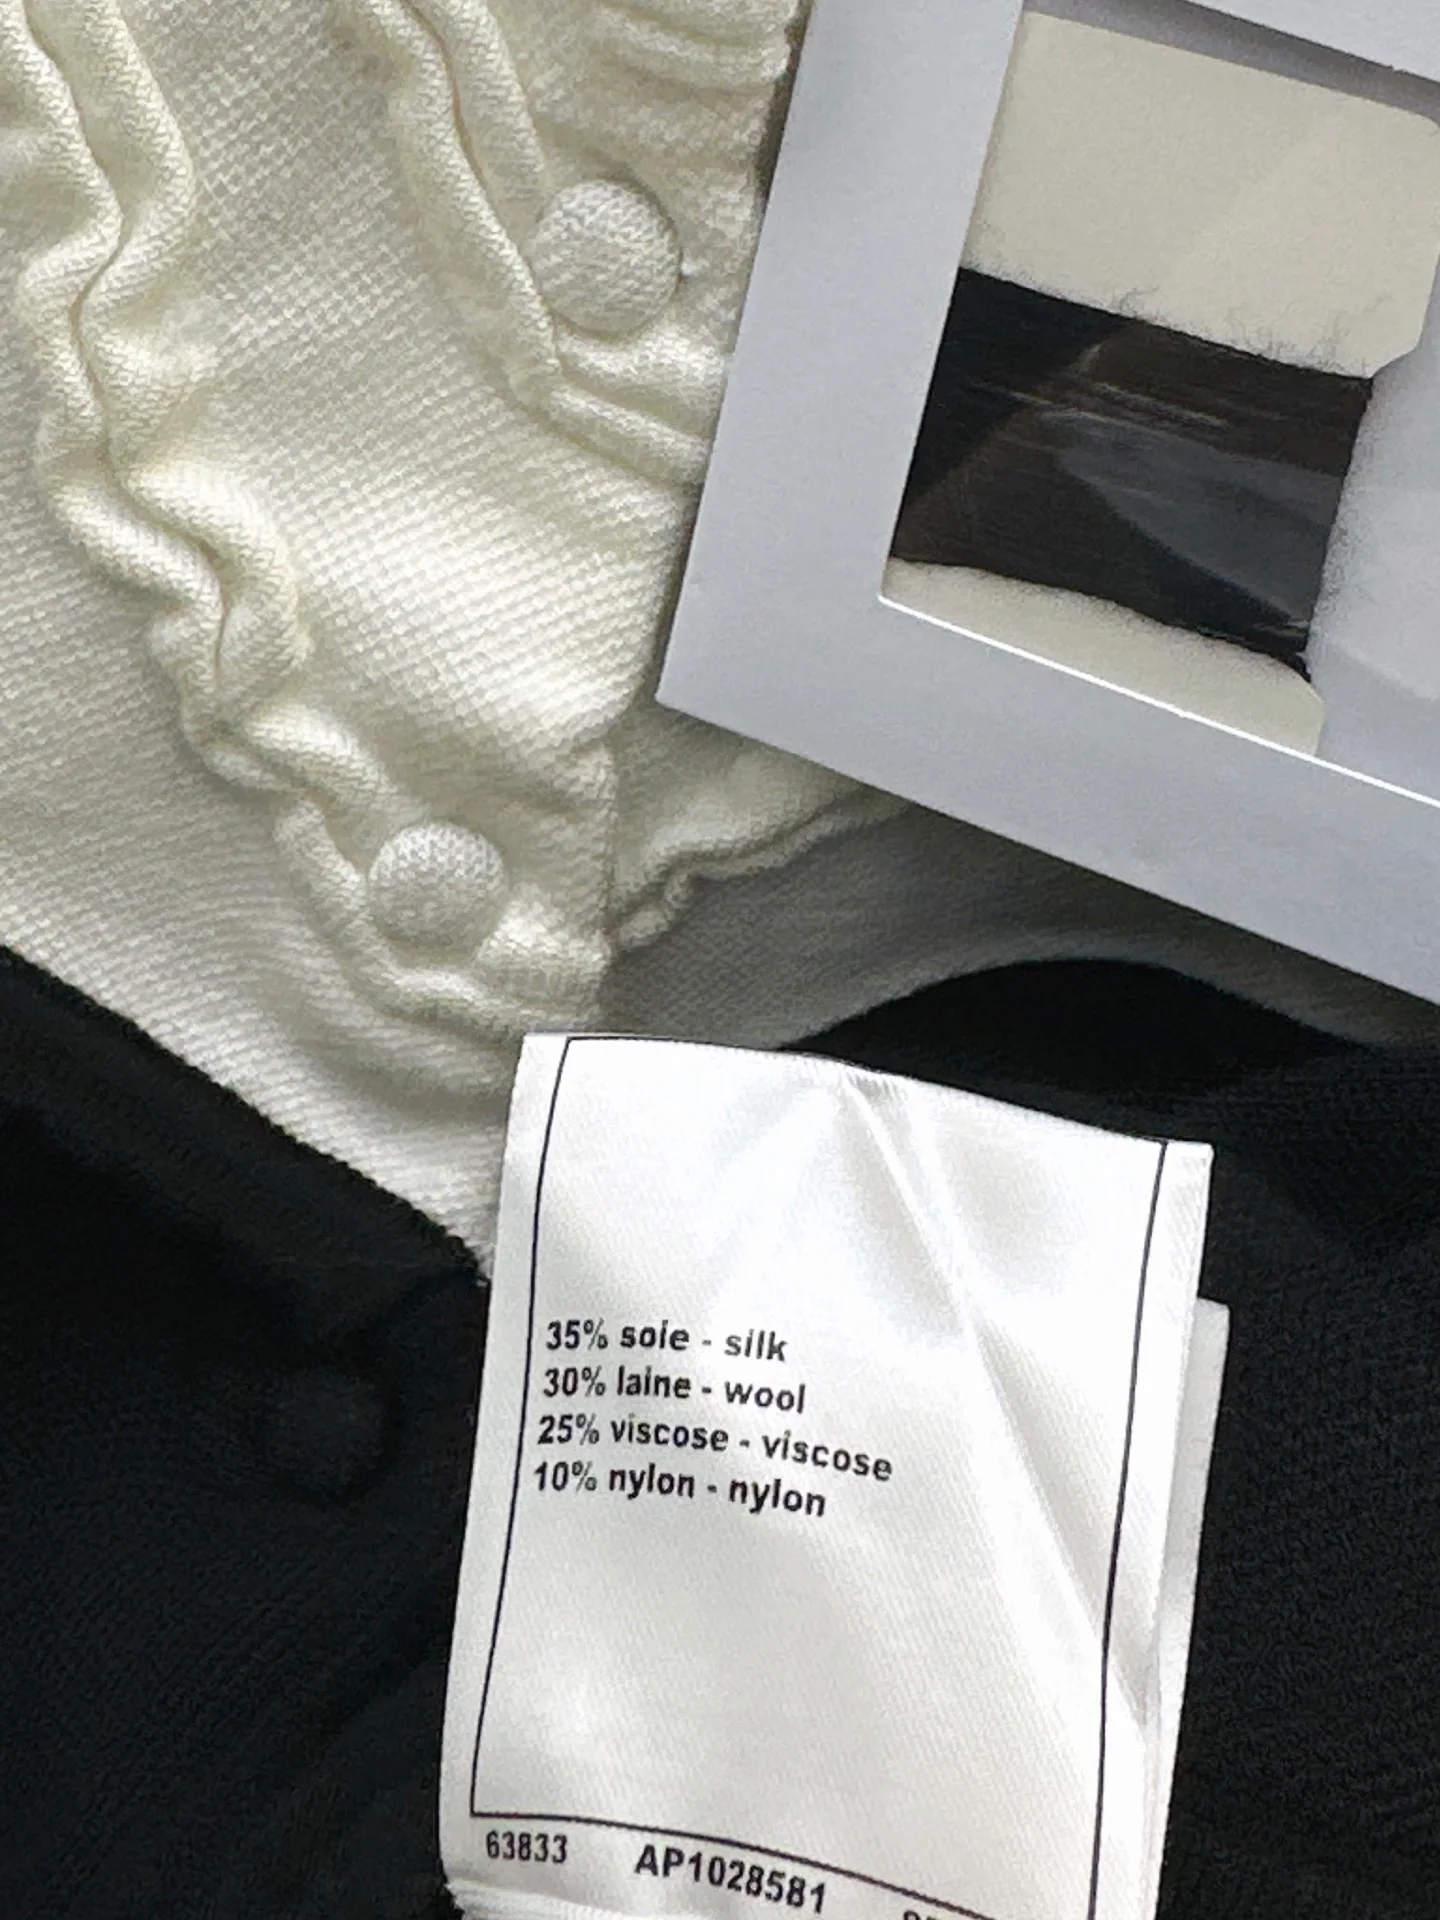 35% soie - silk
30% laine - wool
25% viscose - viscose
10% nylon - nylon
63833 AP1028581